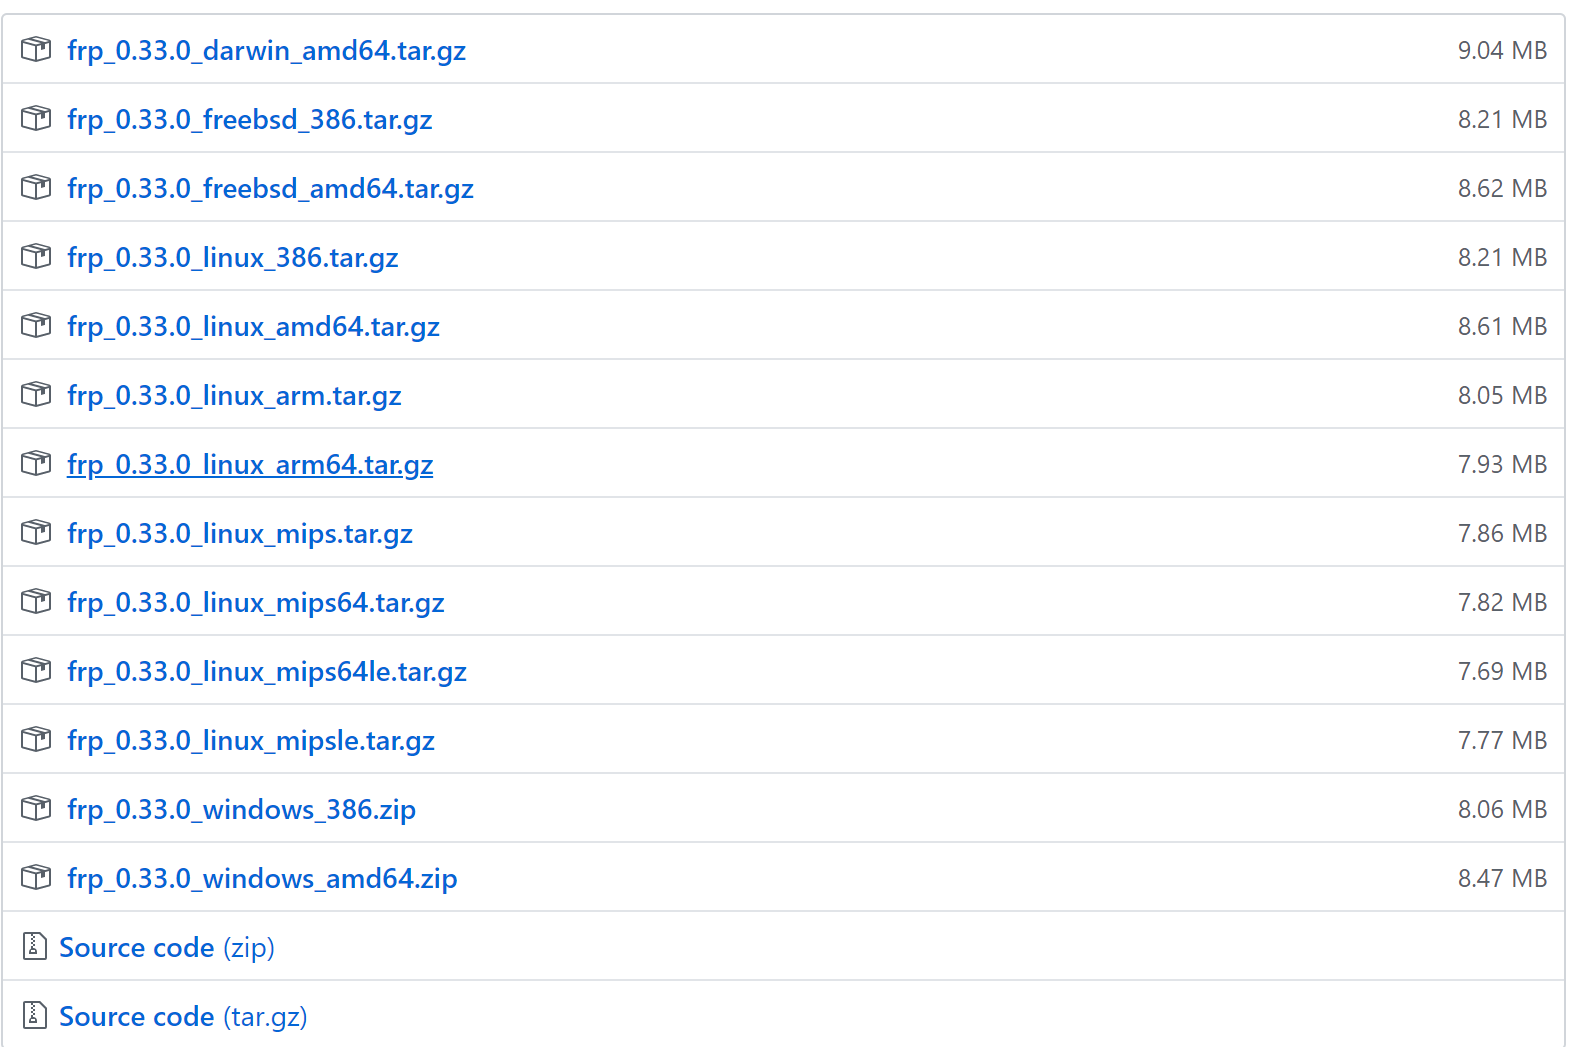 frp_0.33.0_darwin_amd64.tar.gz 9.04 MB
frp_0.33.0_freebsd_386.tar.gz 8.21 MB
frp_0.33.0_freebsd_amd64.tar.gz 8.62 MB
frp_0.33.0_linux_386.tar.gz 8.21 MB
frp_0.33.0_linux_amd64.tar.gz 8.61 MB
frp_0.33.0_linux_arm.tar.gz 8.05 MB
frp_0.33.0_linux_arm64.tar.gz 7.93 MB
frp_0.33.0_linux_mips.tar.gz 7.86 MB
frp_0.33.0_linux_mips64.tar.gz 7.82 MB
frp_0.33.0_linux_mips64le.tar.gz 7.69 MB
frp_0.33.0_linux_mipsle.tar.gz 7.77 MB
frp_0.33.0_windows_386.zip 8.06 MB
frp_0.33.0_windows_amd64.zip 8.47 MB
Source code (zip)
Source code (tar.gz)